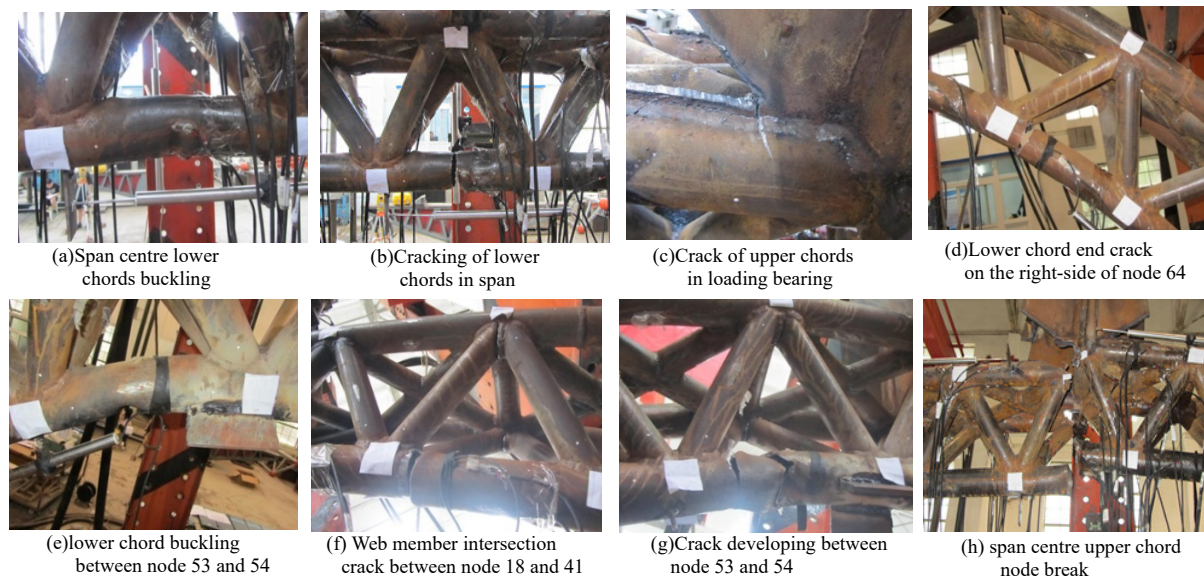 (a)Span centre lower
chords buckling
(b)Cracking of lower
chords in span
(c)Crack of upper chords
in loading bearing
(d)Lower chord end crack
on the right-side of node 64
(e)lower chord buckling
between node 53 and 54
(f) Web member intersection
crack between node 18 and 41
(g)Crack developing between
node 53 and 54
(h) span centre upper chord
node break